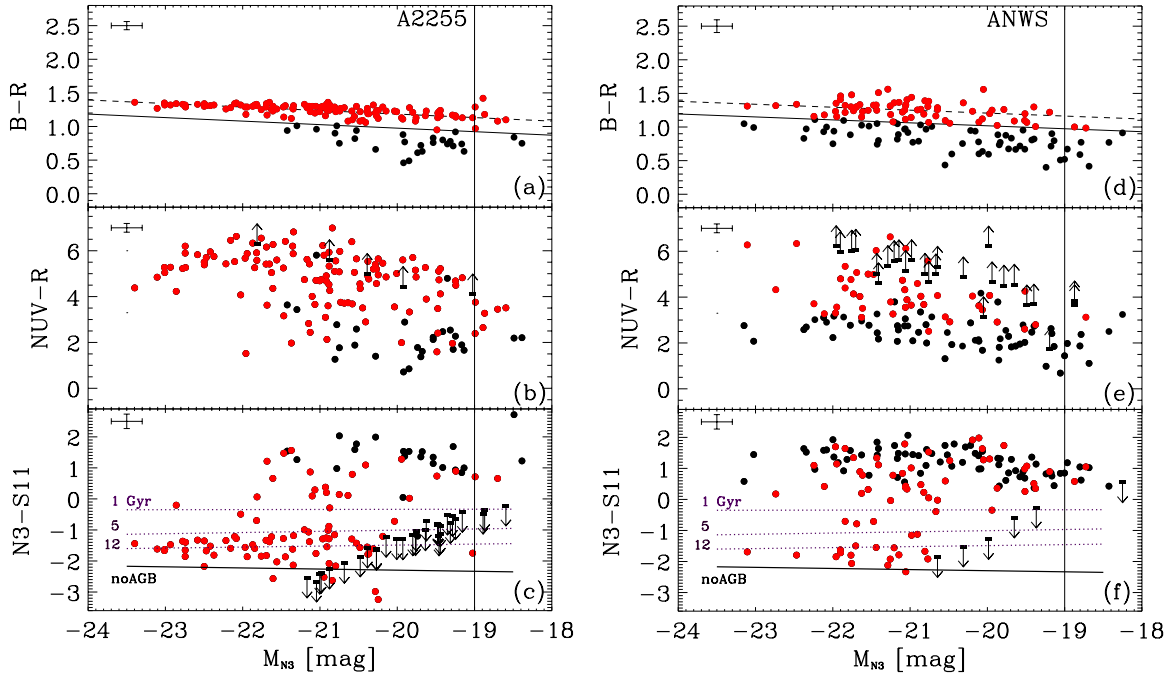 A2255
ANWS
2.5
2.0
1.5
1.0
0.5
0.0
B-R
(a)
2.5
2.0
1.5
1.0
0.5
0.0
B-R
(d)
6
4
2
0
NUV-R
(b)
6
4
2
0
NUV-R
(e)
2
1
0
-1
-2
-3
N3-S11
1 Gyr
5
12
noAGB
(c)
2
1
0
-1
-2
-3
N3-S11
1 Gyr
5
12
noAGB
(f)
-24 -23 -22 -21 -20 -19 -18
M_N3 [mag]
-24 -23 -22 -21 -20 -19 -18
M_N3 [mag]